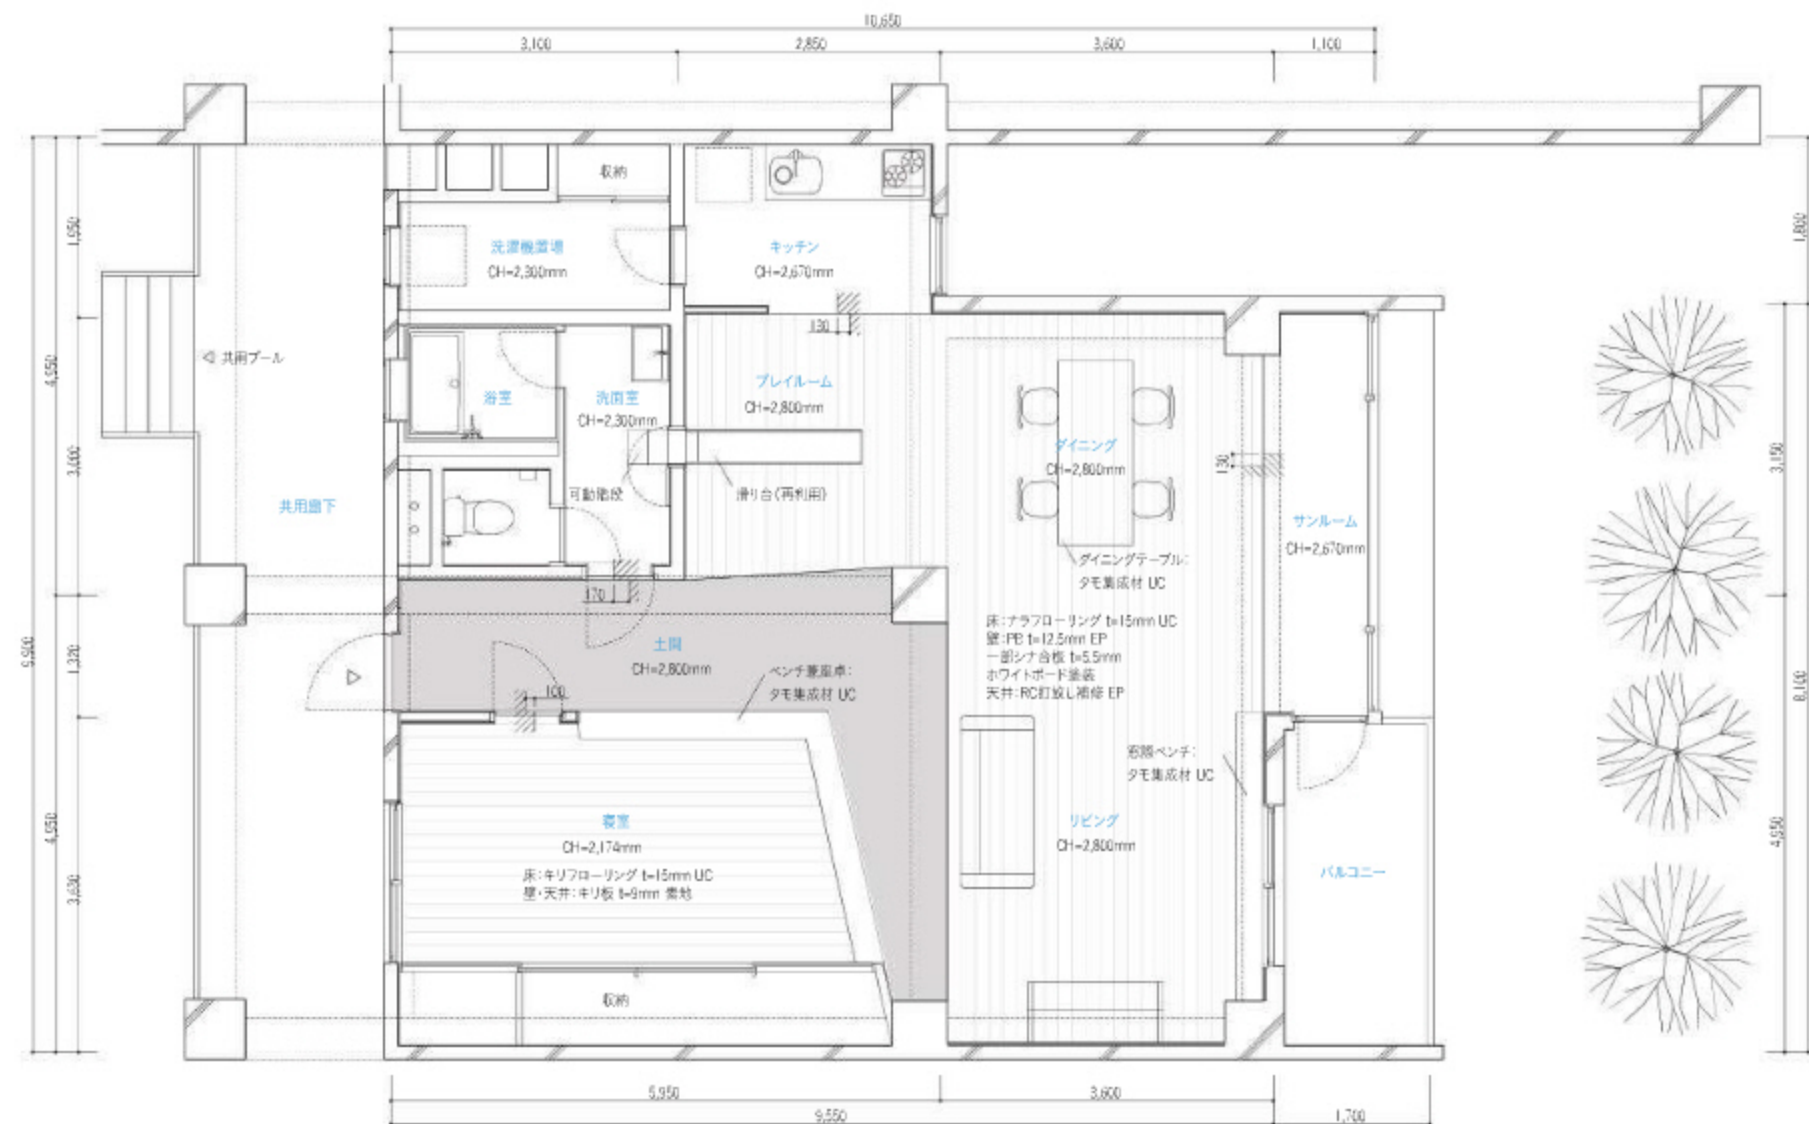 10,650
3,100
2,850
3,600
1,100
収納
洗濯機置場
CH=2,300mm
キッチン
CH=2,670mm
1,950
1,800
130
◁ 共用プール
4,950
浴室
洗面室
CH=2,300mm
プレイルーム
CH=2,800mm
ダイニング
CH=2,800mm
130
3,150
3,000
可動階段
滑り台(再利用)
共用廊下
サンルーム
CH=2,670mm
ダイニングテーブル:
タモ集成材 UC
170
床:ナラフローリング t=15mm UC
壁:PB t=12.5mm EP
一部シナ合板 t=5.5mm
ホワイトボード塗装
天井:RC打放し補修 EP
9,900
1,320
土間
CH=2,800mm
100
ベンチ兼座卓:
タモ集成材 UC
8,100
窓際ベンチ:
タモ集成材 UC
4,950
3,630
寝室
CH=2,174mm
床:キリフローリング t=15mm UC
壁・天井:キリ板 t=9mm 素地
リビング
CH=2,800mm
バルコニー
4,950
収納
5,950
3,600
9,550
1,700